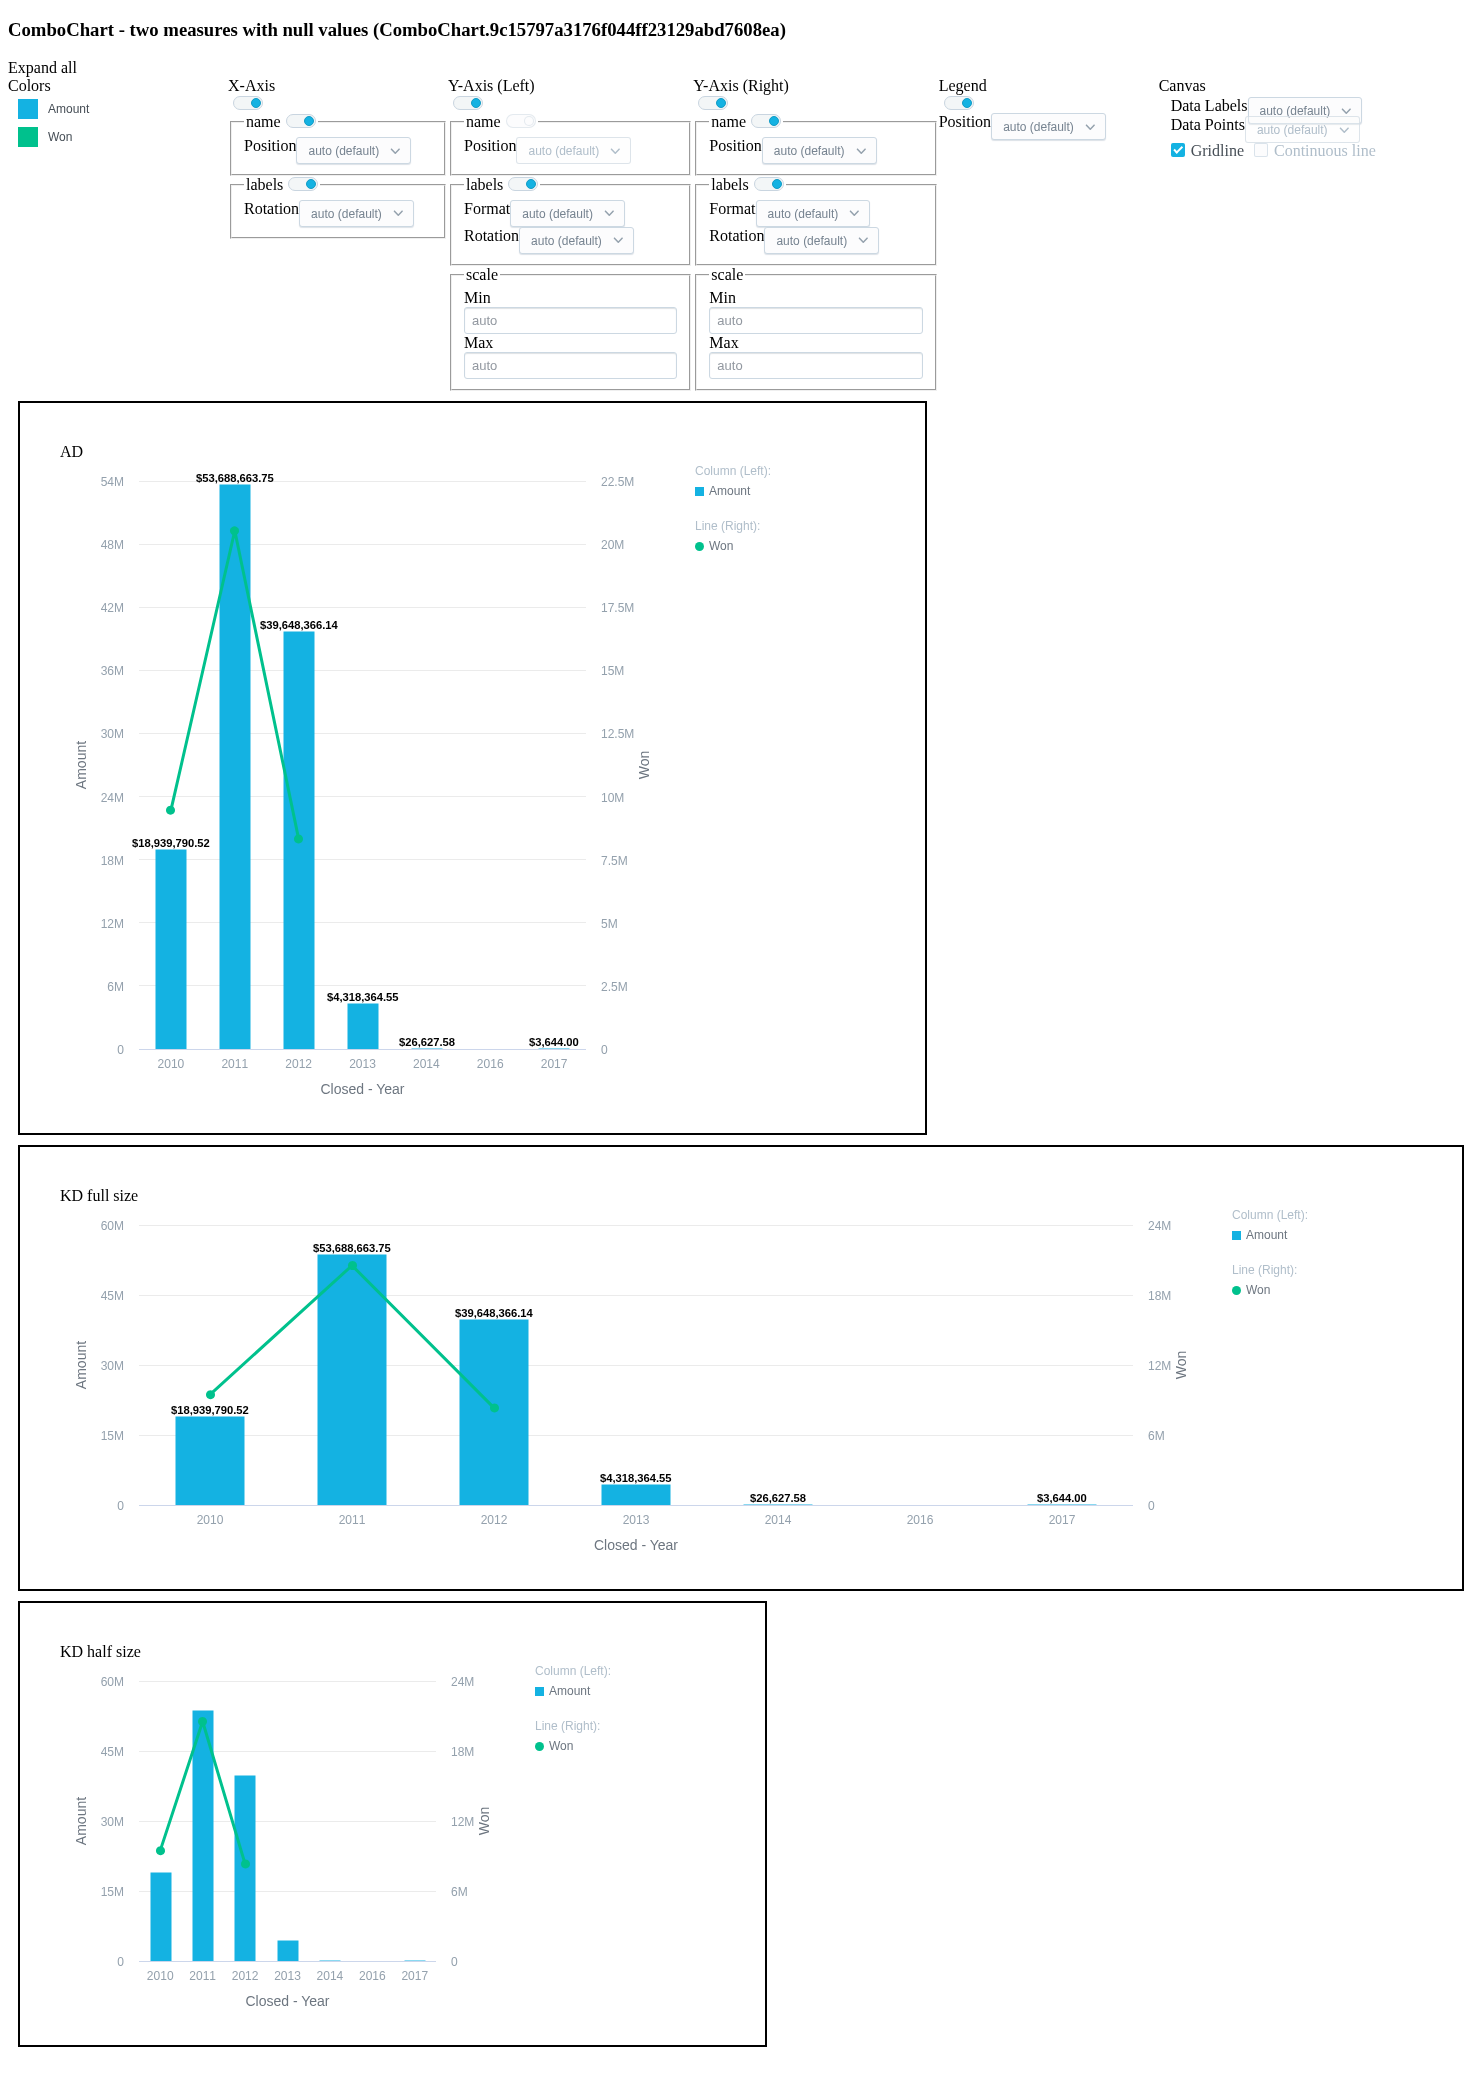 ComboChart - two measures with null values (ComboChart.9c15797a3176f044ff23129abd7608ea)
Expand all
Colors
Amount
Won
X-Axis
name
Position auto (default)
labels
Rotation auto (default)
Y-Axis (Left)
name
Position auto (default)
labels
Format auto (default)
Rotation auto (default)
scale
Min
auto
Max
auto
Y-Axis (Right)
name
Position auto (default)
labels
Format auto (default)
Rotation auto (default)
scale
Min
auto
Max
auto
Legend
Position auto (default)
Canvas
Data Labels auto (default)
Data Points auto (default)
Gridline Continuous line
AD
54M
48M
42M
36M
30M
24M
18M
12M
6M
0
Amount
$18,939,790.52
$53,688,663.75
$39,648,366.14
$4,318,364.55
$26,627.58
$3,644.00
22.5M
20M
17.5M
15M
12.5M
10M
7.5M
5M
2.5M
0
Won
2010 2011 2012 2013 2014 2016 2017
Closed - Year
Column (Left):
Amount
Line (Right):
Won
KD full size
60M
45M
30M
15M
0
Amount
$18,939,790.52
$53,688,663.75
$39,648,366.14
$4,318,364.55
$26,627.58
$3,644.00
24M
18M
12M
6M
0
Won
2010 2011 2012 2013 2014 2016 2017
Closed - Year
Column (Left):
Amount
Line (Right):
Won
KD half size
60M
45M
30M
15M
0
Amount
24M
18M
12M
6M
0
Won
2010 2011 2012 2013 2014 2016 2017
Closed - Year
Column (Left):
Amount
Line (Right):
Won